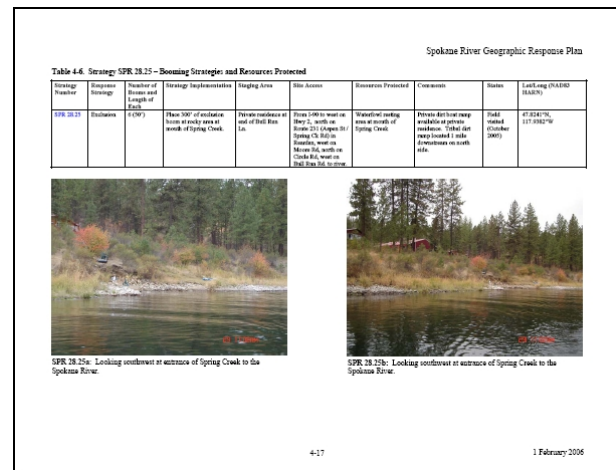 Spokane River Geographic Response Plan
Table 4-6. Strategy SPR 28.25 – Booming Strategies and Resources Protected
Strategy Number
Response Strategy
Number of Booms and Length of Each
Strategy Implementation
Staging Area
Site Access
Resources Protected
Comments
Status
Lat/Long (NAD83 HARN)
SPR 28.25
Exclusion
6 (50')
Place 300' of exclusion boom at rocky area at mouth of Spring Creek.
Private residence at end of Bull Run Ln.
From I-90 to west on Hwy 2, north on Route 231 (Aspen St / Spring Ck Rd) in Reardan, west on Moore Rd, north on Circle Rd, west on Bull Run Rd. to river.
Waterfowl resting area at mouth of Spring Creek
Private dirt boat ramp available at private residence. Tribal dirt ramp located 1 mile downstream on north side.
Field visited (October 2005)
47.8241°N, 117.9382°W
SPR 28.25a: Looking southwest at entrance of Spring Creek to the
Spokane River.
SPR 28.25b: Looking southwest at entrance of Spring Creek to the
Spokane River.
4-17
1 February 2006